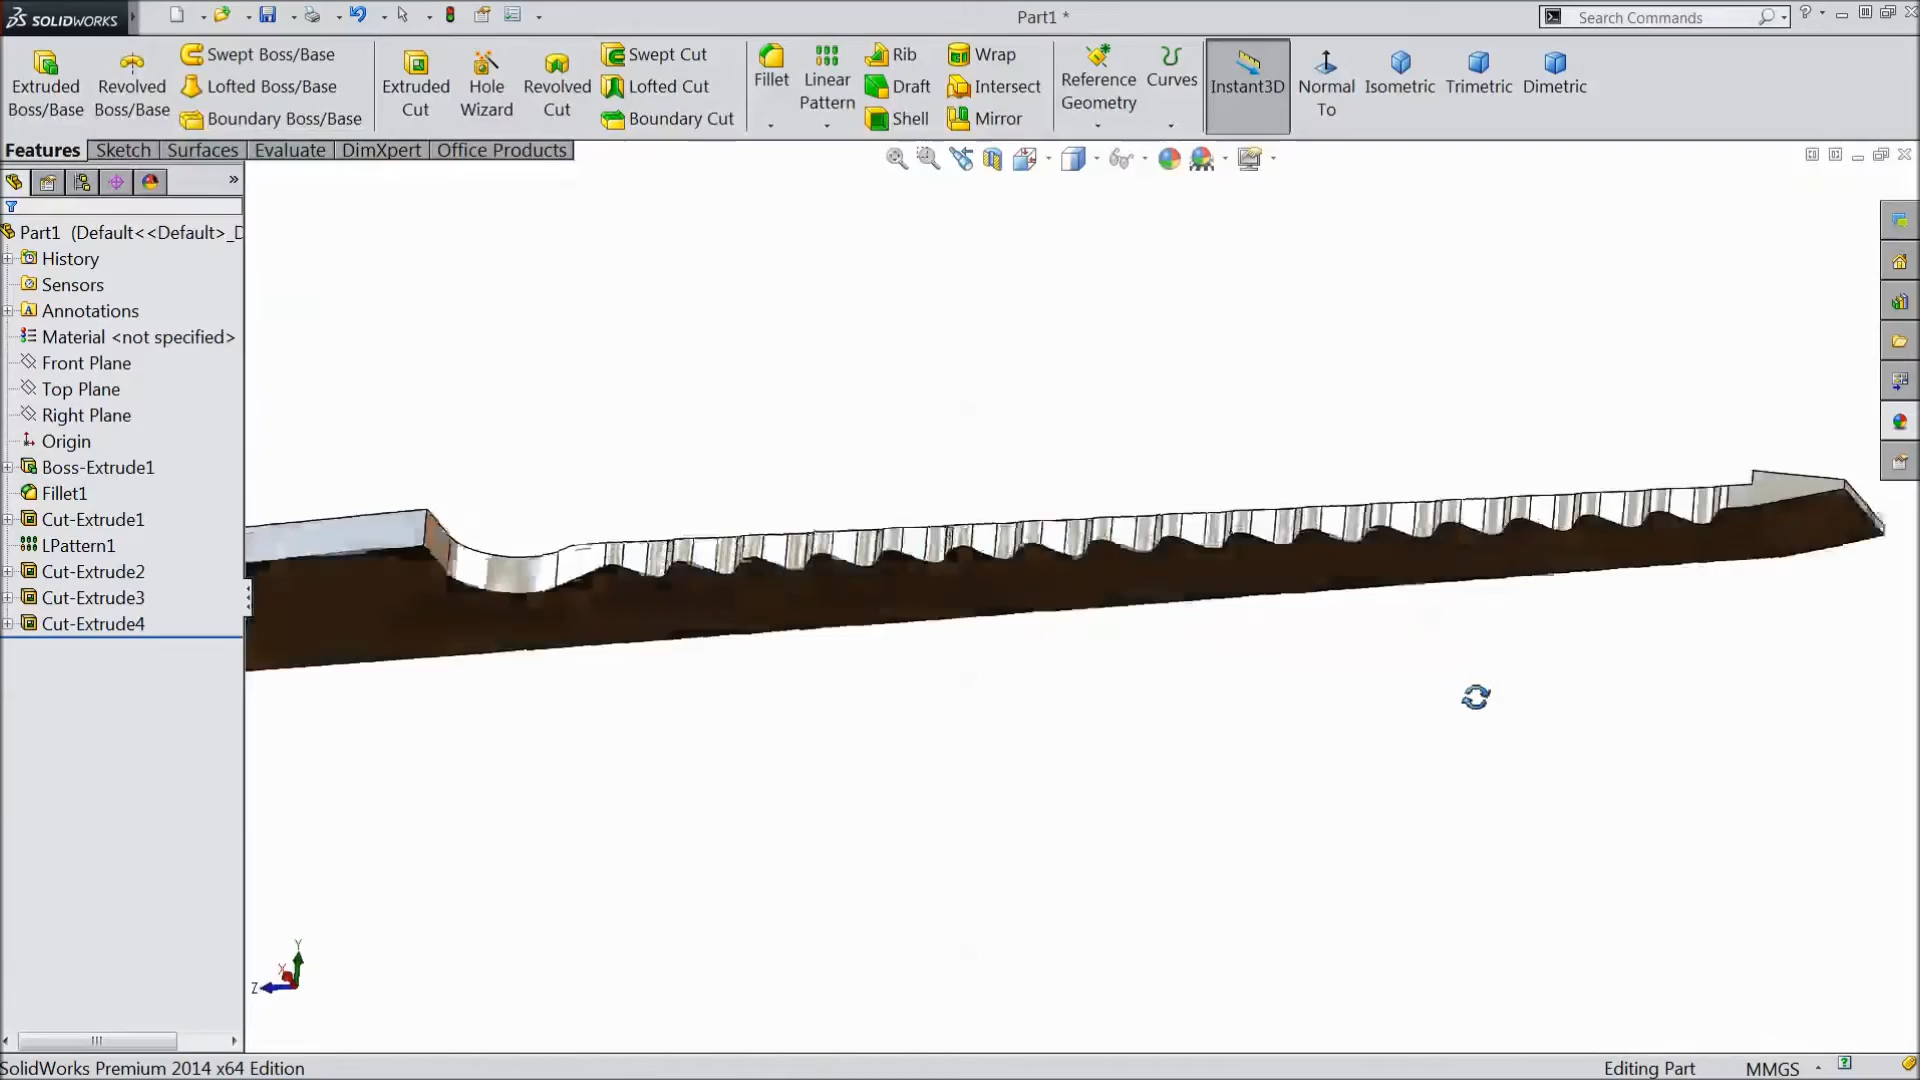 SOLIDWORKS
Part1 *
Search Commands
Extruded Boss/Base
Revolved Boss/Base
Swept Boss/Base
Lofted Boss/Base
Boundary Boss/Base
Extruded Cut
Hole Wizard
Revolved Cut
Swept Cut
Lofted Cut
Boundary Cut
Fillet
Linear Pattern
Rib
Draft
Shell
Wrap
Intersect
Mirror
Reference Geometry
Curves
Instant3D
Normal To
Isometric
Trimetric
Dimetric
Features
Sketch
Surfaces
Evaluate
DimXpert
Office Products
Part1 (Default<<Default>_D
History
Sensors
Annotations
Material <not specified>
Front Plane
Top Plane
Right Plane
Origin
Boss-Extrude1
Fillet1
Cut-Extrude1
LPattern1
Cut-Extrude2
Cut-Extrude3
Cut-Extrude4
Y
X
Z
SolidWorks Premium 2014 x64 Edition
Editing Part
MMGS